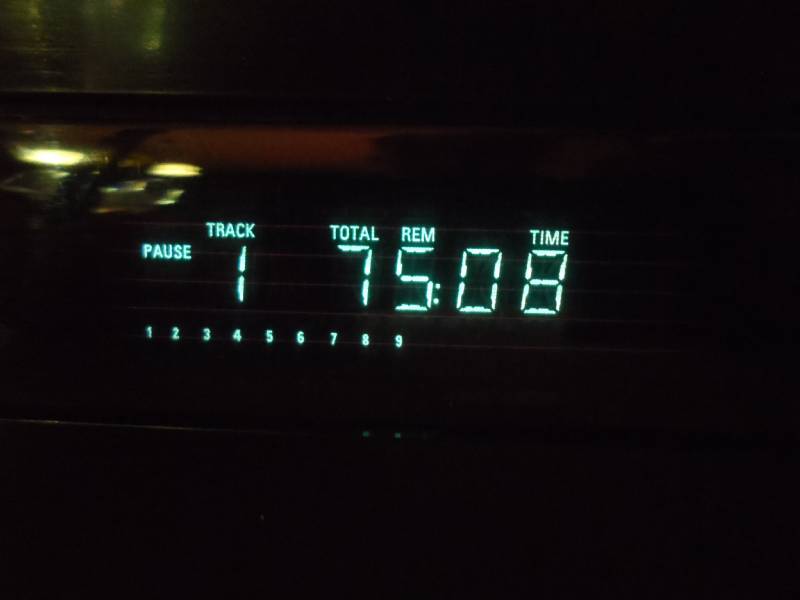 TRACK TOTAL REM TIME
PAUSE 1 75:08
1 2 3 4 5 6 7 8 9